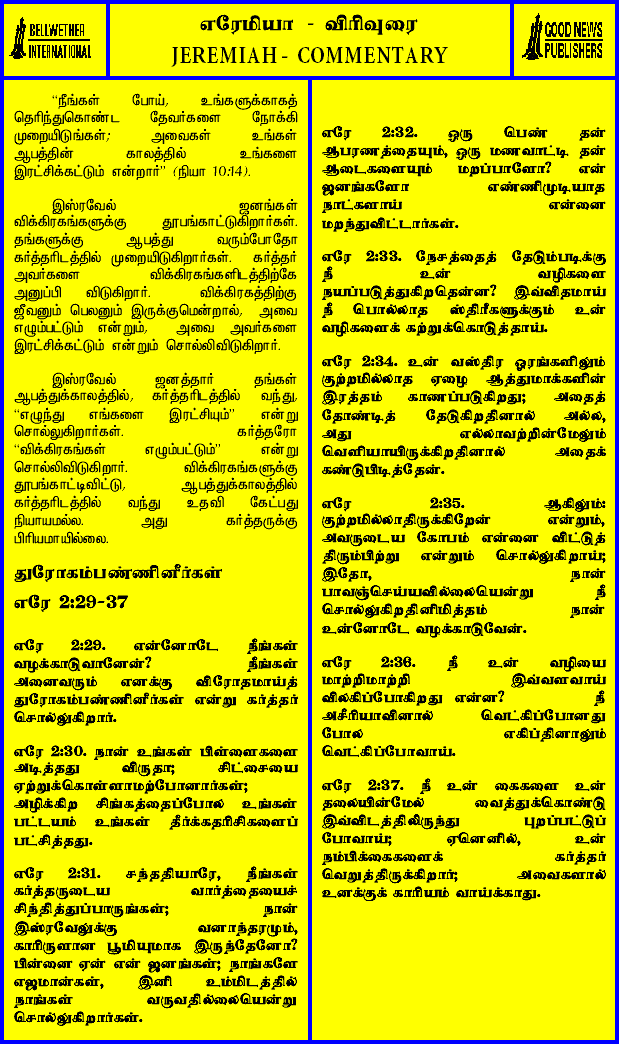 BELLWETHER
INTERNATIONAL
எரேமியா - விரிவுரை
JEREMIAH - COMMENTARY
GOOD NEWS
PUBLISHERS
"நீங்கள் போய், உங்களுக்காகத்
தெரிந்துகொண்ட தேவர்களை நோக்கி
முறையிடுங்கள்; அவைகள் உங்கள்
ஆபத்தின் காலத்தில் உங்களை
இரட்சிக்கட்டும் என்றார்" (நியா 10:14).
இஸ்ரவேல் ஜனங்கள்
விக்கிரகங்களுக்கு தூபங்காட்டுகிறார்கள்.
தங்களுக்கு ஆபத்து வரும்போதோ
கர்த்தரிடத்தில் முறையிடுகிறார்கள். கர்த்தர்
அவர்களை விக்கிரகங்களிடத்திற்கே
அனுப்பி விடுகிறார். விக்கிரகத்திற்கு
ஜீவனும் பெலனும் இருக்குமென்றால், அவை
எழும்பட்டும் என்றும், அவை அவர்களை
இரட்சிக்கட்டும் என்றும் சொல்லிவிடுகிறார்.
இஸ்ரவேல் ஜனத்தார் தங்கள்
ஆபத்துக்காலத்தில், கர்த்தரிடத்தில் வந்து,
"எழுந்து எங்களை இரட்சியும்" என்று
சொல்லுகிறார்கள். கர்த்தரோ
"விக்கிரகங்கள் எழும்பட்டும்" என்று
சொல்லிவிடுகிறார். விக்கிரகங்களுக்கு
தூபங்காட்டிவிட்டு, ஆபத்துக்காலத்தில்
கர்த்தரிடத்தில் வந்து உதவி கேட்பது
நியாயமல்ல. அது கர்த்தருக்கு
பிரியமாயில்லை.
துரோகம்பண்ணினீர்கள்
எரே 2:29-37
எரே 2:29. என்னோடே நீங்கள்
வழக்காடுவானேன்? நீங்கள்
அனைவரும் எனக்கு விரோதமாய்த்
துரோகம்பண்ணினீர்கள் என்று கர்த்தர்
சொல்லுகிறார்.
எரே 2:30. நான் உங்கள் பிள்ளைகளை
அடித்தது விருதா; சிட்சையை
ஏற்றுக்கொள்ளாமற்போனார்கள்;
அழிக்கிற சிங்கத்தைப்போல உங்கள்
பட்டயம் உங்கள் தீர்க்கதரிசிகளைப்
பட்சித்தது.
எரே 2:31. சந்ததியாரே, நீங்கள்
கர்த்தருடைய வார்த்தையைச்
சிந்தித்துப்பாருங்கள்; நான்
இஸ்ரவேலுக்கு வனாந்தரமும்,
காரிருளான பூமியுமாக இருந்தேனோ?
பின்னை ஏன் என் ஜனங்கள்; நாங்களே
எஜமான்கள், இனி உம்மிடத்தில்
நாங்கள் வருவதில்லையென்று
சொல்லுகிறார்கள்.
எரே 2:32. ஒரு பெண் தன்
ஆபரணத்தையும், ஒரு மணவாட்டி தன்
ஆடைகளையும் மறப்பாளோ? என்
ஜனங்களோ எண்ணிமுடியாத
நாட்களாய் என்னை
மறந்துவிட்டார்கள்.
எரே 2:33. நேசத்தைத் தேடும்படிக்கு
நீ உன் வழிகளை
நயப்படுத்துகிறதென்ன? இவ்விதமாய்
நீ பொல்லாத ஸ்திரீகளுக்கும் உன்
வழிகளைக் கற்றுக்கொடுத்தாய்.
எரே 2:34. உன் வஸ்திர ஓரங்களிலும்
குற்றமில்லாத ஏழை ஆத்துமாக்களின்
இரத்தம் காணப்படுகிறது; அதைத்
தோண்டித் தேடுகிறதினால் அல்ல,
அது எல்லாவற்றின்மேலும்
வெளியாயிருக்கிறதினால் அதைக்
கண்டுபிடித்தேன்.
எரே 2:35. ஆகிலும்:
குற்றமில்லாதிருக்கிறேன் என்றும்,
அவருடைய கோபம் என்னை விட்டுத்
திரும்பிற்று என்றும் சொல்லுகிறாய்;
இதோ, நான்
பாவஞ்செய்யவில்லையென்று நீ
சொல்லுகிறதினிமித்தம் நான்
உன்னோடே வழக்காடுவேன்.
எரே 2:36. நீ உன் வழியை
மாற்றிமாற்றி இவ்வளவாய்
விலகிப்போகிறது என்ன? நீ
அசீரியாவினால் வெட்கிப்போனது
போல எகிப்தினாலும்
வெட்கிப்போவாய்.
எரே 2:37. நீ உன் கைகளை உன்
தலையின்மேல் வைத்துக்கொண்டு
இவ்விடத்திலிருந்து புறப்பட்டுப்
போவாய்; ஏனெனில், உன்
நம்பிக்கைகளைக் கர்த்தர்
வெறுத்திருக்கிறார்; அவைகளால்
உனக்குக் காரியம் வாய்க்காது.